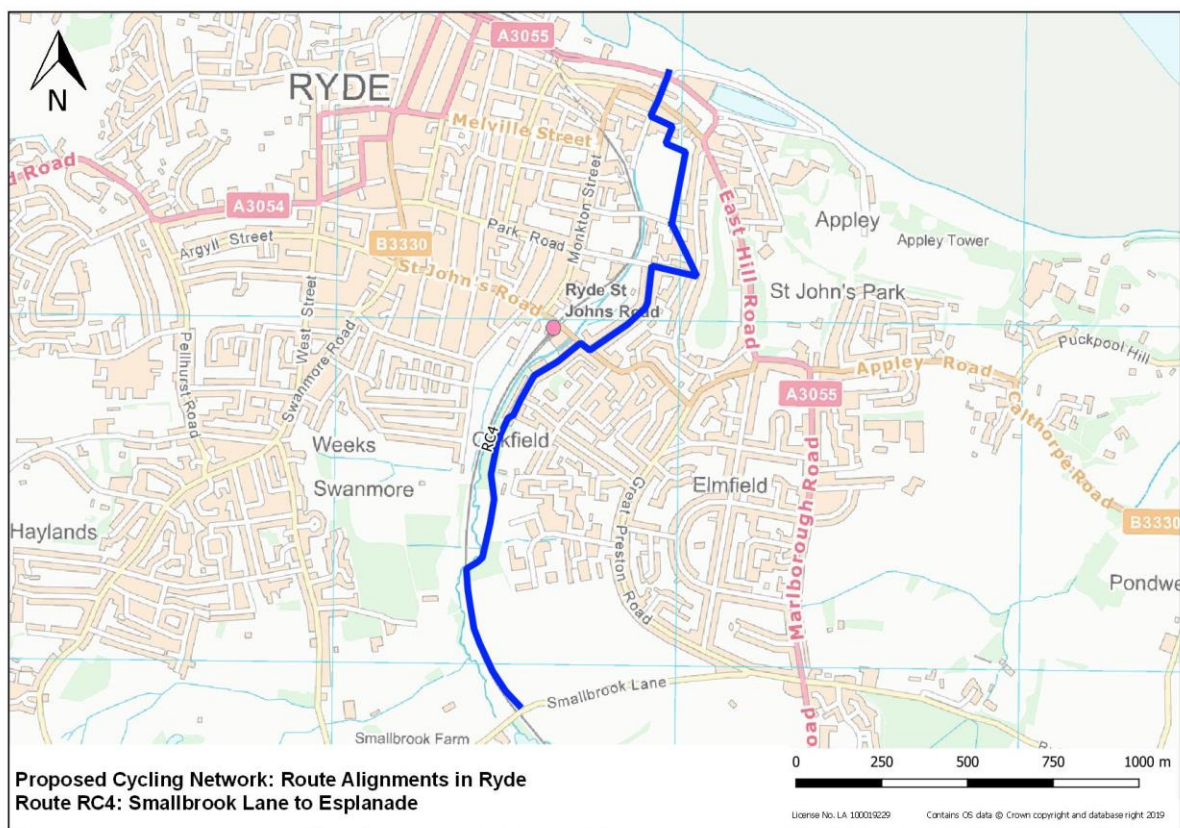 A3055
N
RYDE
Melville Street
d Road
A3054
Monkton Street
East Hill Road
Appley
Appley Tower
Argyll Street
Park Road
B3330
St John's Road
Ryde St
Johns Road
St John's Park
West Street
Swanmore Road
Pellhurst Road
Puckpool Hill
Appley Road
A3055
Calthorpe Road
RC4
Weeks
Swanmore
Elmfield
Great Preston Road
Marlborough Road
B3330
Haylands
Pondwe
Smallbrook Lane
Smallbrook Farm
oad
Proposed Cycling Network: Route Alignments in Ryde
Route RC4: Smallbrook Lane to Esplanade
0 250 500 750 1000 m
License No. LA 100019229 Contains OS data @ Crown copyright and database right 2019